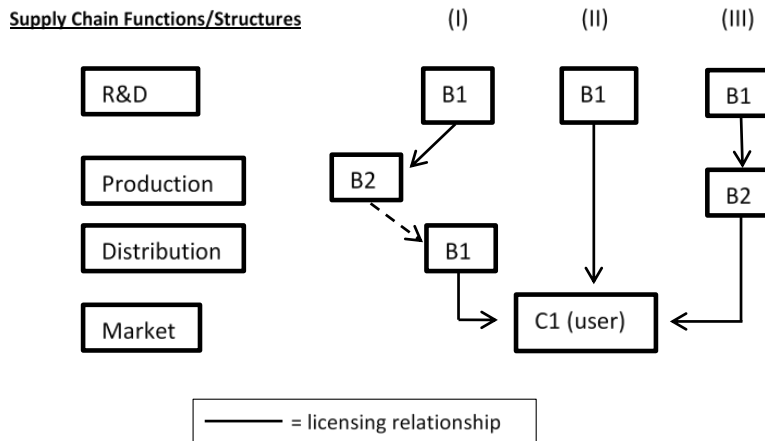 Supply Chain Functions/Structures (I) (II) (III)
R&D B1 B1 B1
Production B2 B2
Distribution B1
Market C1 (user)
= licensing relationship